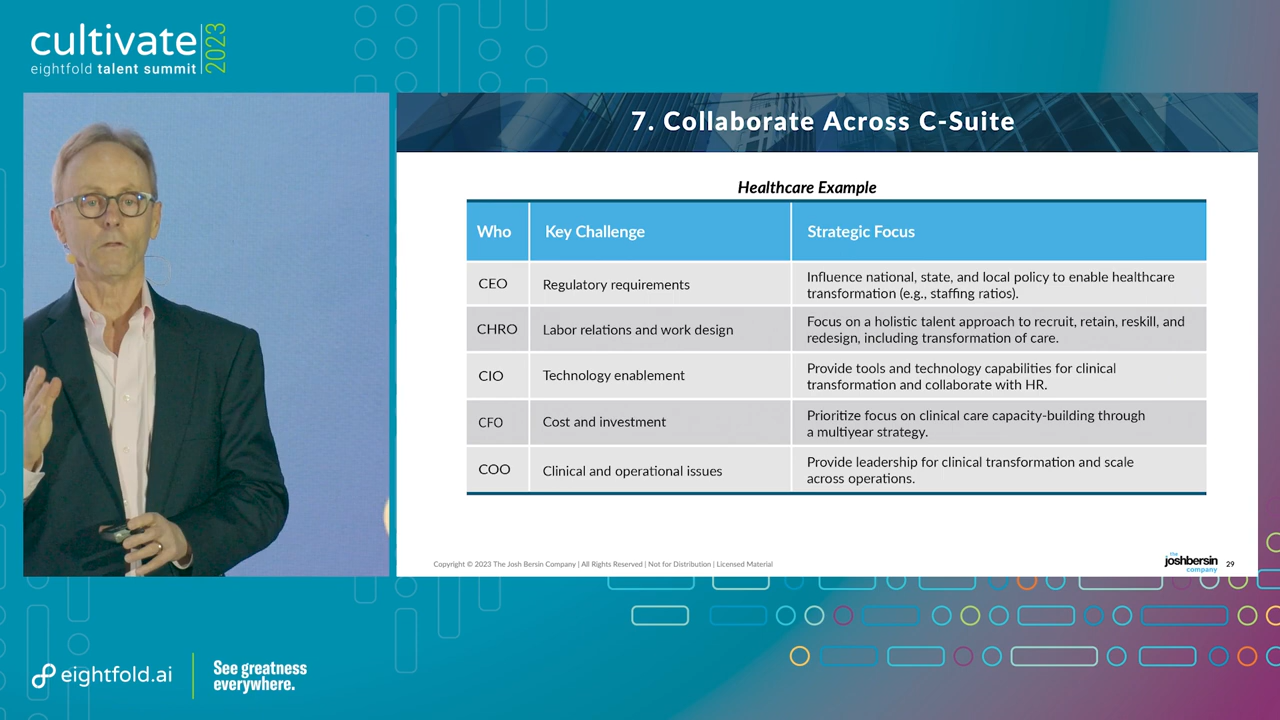 cultivate 2023
eightfold talent summit
7. Collaborate Across C-Suite
Healthcare Example
Who Key Challenge Strategic Focus
CEO Regulatory requirements Influence national, state, and local policy to enable healthcare
transformation (e.g., staffing ratios).
CHRO Labor relations and work design Focus on a holistic talent approach to recruit, retain, reskill, and
redesign, including transformation of care.
CIO Technology enablement Provide tools and technology capabilities for clinical
transformation and collaborate with HR.
CFO Cost and investment Prioritize focus on clinical care capacity-building through
a multiyear strategy.
COO Clinical and operational issues Provide leadership for clinical transformation and scale
across operations.
Copyright © 2023 The Josh Bersin Company | All Rights Reserved | Not for Distribution | Licensed Material
the
joshbersin
company
29
eightfold.ai
See greatness
everywhere.